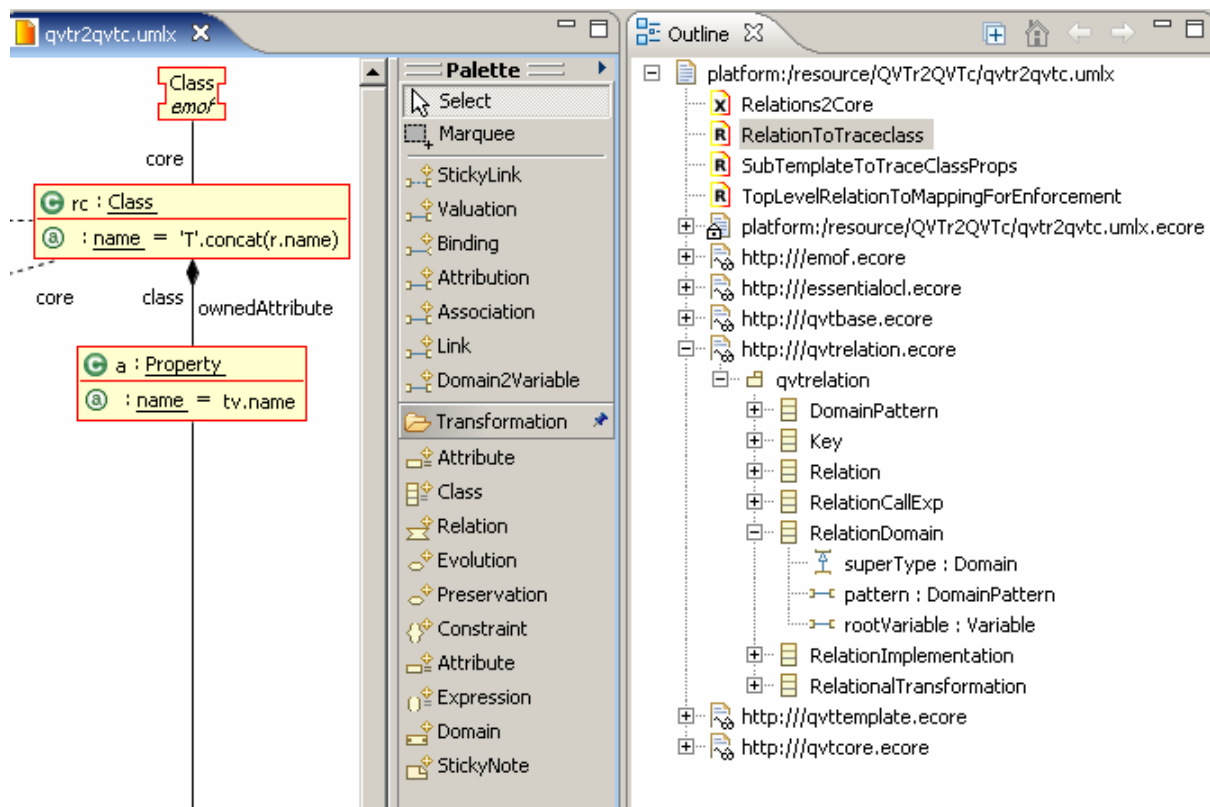 qvtr2qvtc.umlx
Class
emof
core
C rc : Class
a : name = 'T'.concat(r.name)
core
class
ownedAttribute
C a : Property
a : name = tv.name
Palette
Select
Marquee
StickyLink
Valuation
Binding
Attribution
Association
Link
Domain2Variable
Transformation
Attribute
Class
Relation
Evolution
Preservation
Constraint
Attribute
Expression
Domain
StickyNote
Outline
platform:/resource/QVTr2QVTc/qvtr2qvtc.umlx
X Relations2Core
R RelationToTraceclass
R SubTemplateToTraceClassProps
R TopLevelRelationToMappingForEnforcement
platform:/resource/QVTr2QVTc/qvtr2qvtc.umlx.ecore
http:///emof.ecore
http:///essentialocl.ecore
http:///qvtbase.ecore
http:///qvtrelation.ecore
qvtrelation
DomainPattern
Key
Relation
RelationCallExp
RelationDomain
superType : Domain
pattern : DomainPattern
rootVariable : Variable
RelationImplementation
RelationalTransformation
http:///qvttemplate.ecore
http:///qvtcore.ecore